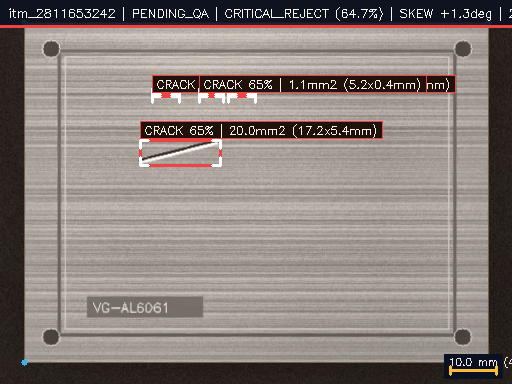 itm_2811653242 | PENDING_QA | CRITICAL_REJECT (64.7%) | SKEW +1.3deg |
CRACK CRACK 65% | 1.1mm2 (5.2x0.4mm) nm)
CRACK 65% | 20.0mm2 (17.2x5.4mm)
VG-AL6061
10.0 mm